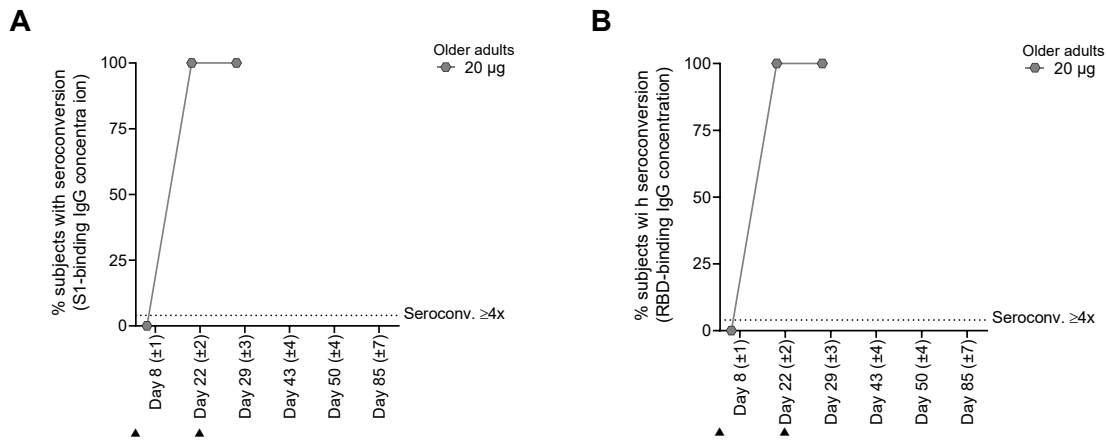 A
% subjects with seroconversion
(S1-binding IgG concentra ion)
100
75
50
25
0
Older adults
20 µg
Seroconv. ≥4x
Day 8 (±1)
Day 22 (±2)
Day 29 (±3)
Day 43 (±4)
Day 50 (±4)
Day 85 (±7)
B
% subjects wi h seroconversion
(RBD-binding IgG concentration)
100
75
50
25
0
Older adults
20 µg
Seroconv. ≥4x
Day 8 (±1)
Day 22 (±2)
Day 29 (±3)
Day 43 (±4)
Day 50 (±4)
Day 85 (±7)